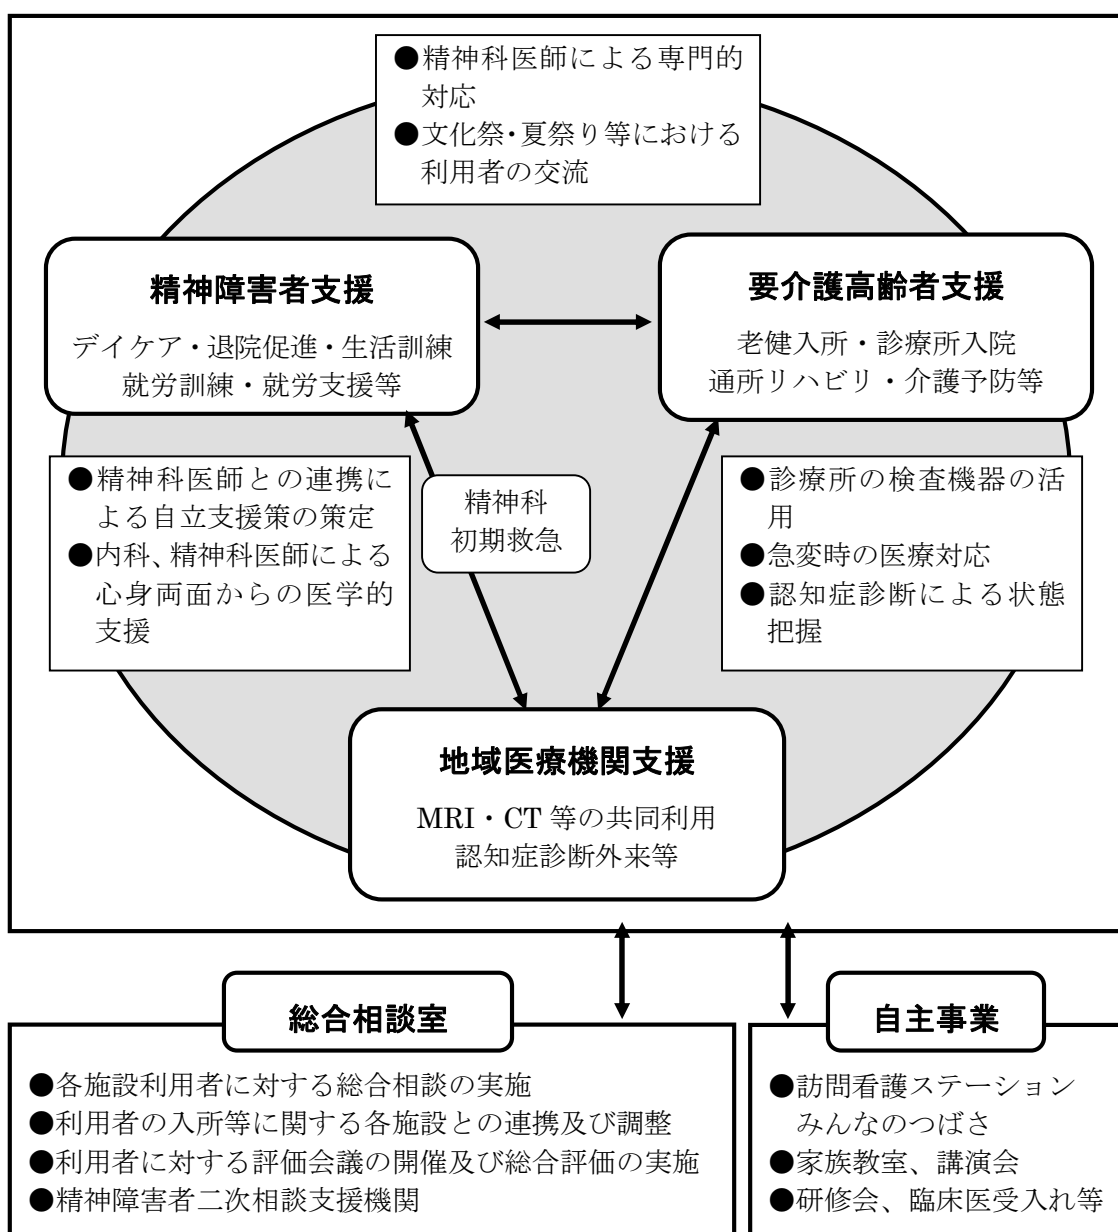 ●精神科医師による専門的
対応
●文化祭・夏祭り等における
利用者の交流
精神障害者支援
デイケア・退院促進・生活訓練
就労訓練・就労支援等
要介護高齢者支援
老健入所・診療所入院
通所リハビリ・介護予防等
●精神科医師との連携に
よる自立支援策の策定
●内科、精神科医師による
心身両面からの医学的
支援
精神科
初期救急
●診療所の検査機器の活
用
●急変時の医療対応
●認知症診断による状態
把握
地域医療機関支援
MRI・CT 等の共同利用
認知症診断外来等
総合相談室
●各施設利用者に対する総合相談の実施
●利用者の入所等に関する各施設との連携及び調整
●利用者に対する評価会議の開催及び総合評価の実施
●精神障害者二次相談支援機関
自主事業
●訪問看護ステーション
みんなのつばさ
●家族教室、講演会
●研修会、臨床医受入れ等